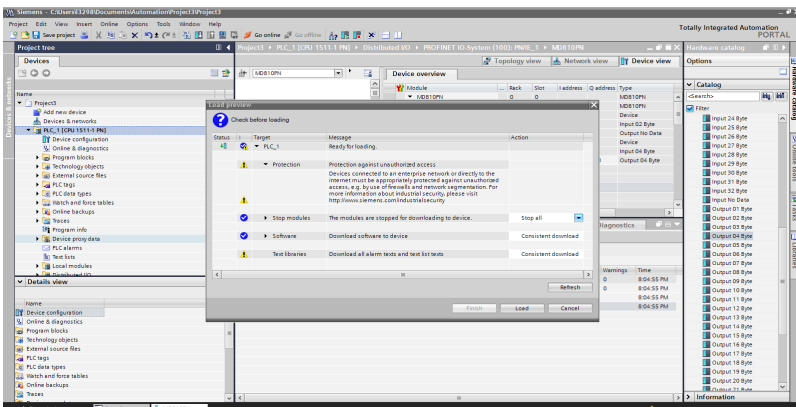 Siemens - C:\Users\I3298\Documents\Automation\Project3\Project3
Project Edit View Insert Online Options Tools Window Help
Totally Integrated Automation
PORTAL
Save project
Go online Go offline
Project tree
Project3 ▸ PLC_1 [CPU 1511-1 PN] ▸ Distributed I/O ▸ PROFINET IO-System (100): PN/IE_1 ▸ MD810PN
Hardware catalog
Devices
Topology view Network view Device view
Options
MD810PN
Device overview
Module ... Rack Slot I address Q address Type
MD810PN 0 0 MD810PN
MD810PN
Device
Input 02 Byte
Output No Data
Device
Input 04 Byte
Output 04 Byte
Name
Project3
Add new device
Devices & networks
PLC_1 [CPU 1511-1 PN]
Device configuration
Online & diagnostics
Program blocks
Technology objects
External source files
PLC tags
PLC data types
Watch and force tables
Online backups
Traces
Program info
Device proxy data
PLC alarms
Text lists
Local modules
Distributed I/O
Details view
Name
Device configuration
Online & diagnostics
Program blocks
Technology objects
External source files
PLC tags
PLC data types
Watch and force tables
Online backups
Traces
Load preview
Check before loading
Status ! Target Message Action
PLC_1 Ready for loading.
Protection Protection against unauthorized access
Devices connected to an enterprise network or directly to the
internet must be appropriately protected against unauthorized
access, e.g. by use of firewalls and network segmentation. For
more information about industrial security, please visit
http://www.siemens.com/industrialsecurity
Stop modules The modules are stopped for downloading to device. Stop all
Software Download software to device Consistent download
Text libraries Download all alarm texts and text list texts Consistent download
Refresh
Finish Load Cancel
Diagnostics
Warnings Time
0 8:04:55 PM
0 8:04:55 PM
8:04:55 PM
8:04:55 PM
Catalog
<Search>
Filter
Input 24 Byte
Input 25 Byte
Input 26 Byte
Input 27 Byte
Input 28 Byte
Input 29 Byte
Input 30 Byte
Input 31 Byte
Input 32 Byte
Input No Data
Output 01 Byte
Output 02 Byte
Output 03 Byte
Output 04 Byte
Output 05 Byte
Output 06 Byte
Output 07 Byte
Output 08 Byte
Output 09 Byte
Output 10 Byte
Output 11 Byte
Output 12 Byte
Output 13 Byte
Output 14 Byte
Output 15 Byte
Output 16 Byte
Output 17 Byte
Output 18 Byte
Output 19 Byte
Output 20 Byte
Output 21 Byte
Information
Devices & networks
Hardware catalog
Online tools
Tasks
Libraries